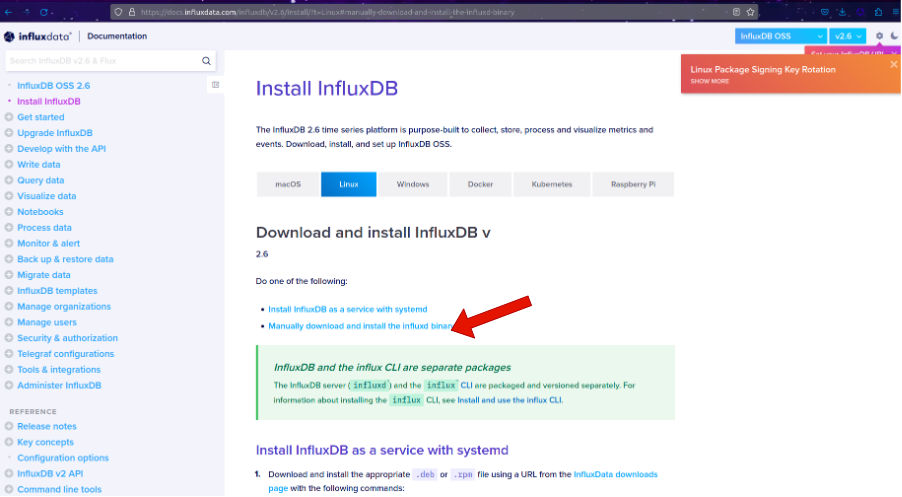 https://docs.influxdata.com/influxdb/v2.6/install/?t=Linux#manually-download-and-install-the-influxd-binary
influxdata® Documentation
InfluxDB OSS v2.6
Search InfluxDB v2.6 & Flux
InfluxDB OSS 2.6
Install InfluxDB
Get started
Upgrade InfluxDB
Develop with the API
Write data
Query data
Visualize data
Notebooks
Process data
Monitor & alert
Back up & restore data
Migrate data
InfluxDB templates
Manage organizations
Manage users
Security & authorization
Telegraf configurations
Tools & integrations
Administer InfluxDB
REFERENCE
Release notes
Key concepts
Configuration options
InfluxDB v2 API
Command line tools
Set your InfluxDB URL
Linux Package Signing Key Rotation
SHOW MORE
Install InfluxDB
The InfluxDB 2.6 time series platform is purpose-built to collect, store, process and visualize metrics and
events. Download, install, and set up InfluxDB OSS.
macOS Linux Windows Docker Kubernetes Raspberry Pi
Download and install InfluxDB v
2.6
Do one of the following:
Install InfluxDB as a service with systemd
Manually download and install the influxd binar
InfluxDB and the influx CLI are separate packages
The InfluxDB server (influxd) and the influx CLI are packaged and versioned separately. For
information about installing the influx CLI, see Install and use the influx CLI.
Install InfluxDB as a service with systemd
1. Download and install the appropriate .deb or .rpm file using a URL from the InfluxData downloads
page with the following commands: